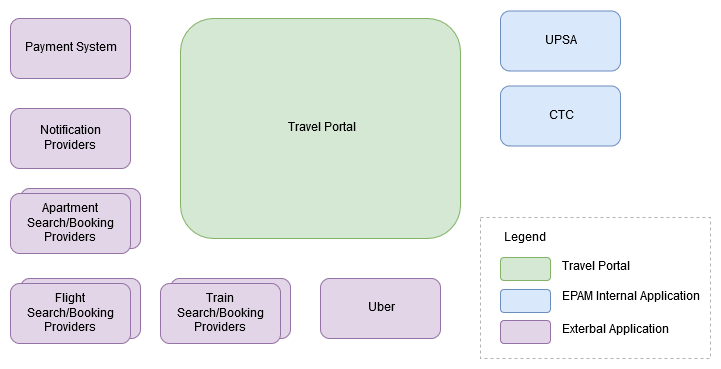 Payment System
Travel Portal
UPSA
CTC
Notification
Providers
Apartment
Search/Booking
Providers
Flight
Search/Booking
Providers
Train
Search/Booking
Providers
Uber
Legend
Travel Portal
EPAM Internal Application
Exterbal Application